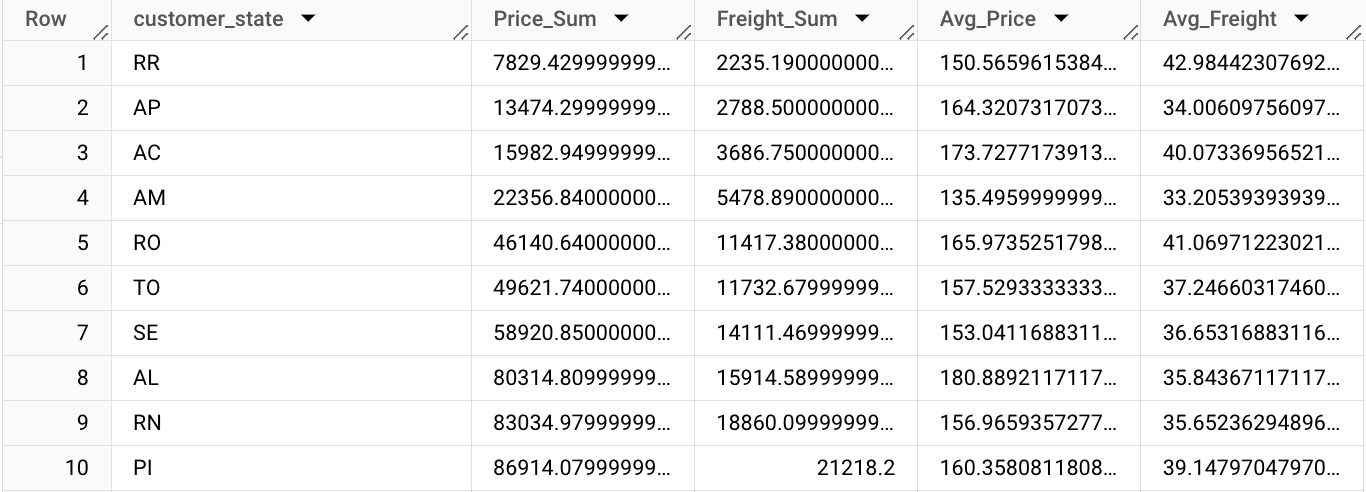 Row customer_state Price_Sum Freight_Sum Avg_Price Avg_Freight
1 RR 7829.429999999... 2235.190000000... 150.5659615384... 42.98442307692...
2 AP 13474.29999999... 2788.500000000... 164.3207317073... 34.00609756097...
3 AC 15982.94999999... 3686.750000000... 173.7277173913... 40.07336956521...
4 AM 22356.84000000... 5478.890000000... 135.4959999999... 33.20539393939...
5 RO 46140.64000000... 11417.38000000... 165.9735251798... 41.06971223021...
6 TO 49621.74000000... 11732.67999999... 157.5293333333... 37.24660317460...
7 SE 58920.85000000... 14111.46999999... 153.0411688311... 36.65316883116...
8 AL 80314.80999999... 15914.58999999... 180.8892117117... 35.84367117117...
9 RN 83034.97999999... 18860.09999999... 156.9659357277... 35.65236294896...
10 PI 86914.07999999... 21218.2 160.3580811808... 39.14797047970...